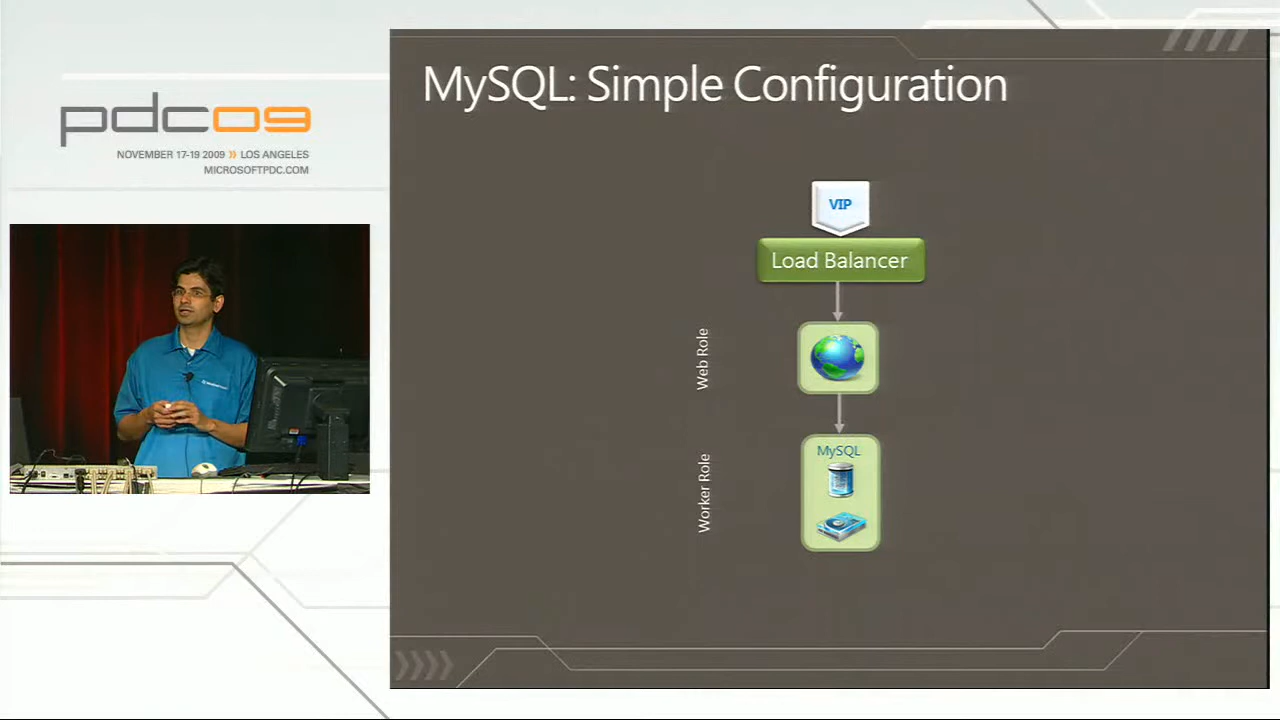 pdc09
NOVEMBER 17-19 2009 » LOS ANGELES
MICROSOFTPDC.COM
MySQL: Simple Configuration
VIP
Load Balancer
Web Role
MySQL
Worker Role